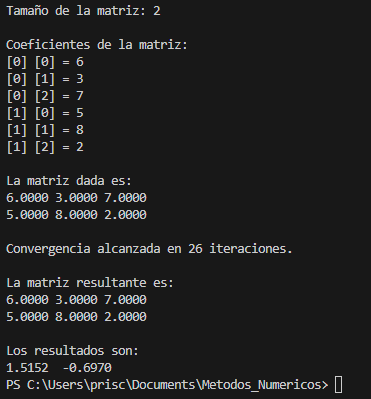 Tamaño de la matriz: 2
Coeficientes de la matriz:
[0] [0] = 6
[0] [1] = 3
[0] [2] = 7
[1] [0] = 5
[1] [1] = 8
[1] [2] = 2
La matriz dada es:
6.0000 3.0000 7.0000
5.0000 8.0000 2.0000
Convergencia alcanzada en 26 iteraciones.
La matriz resultante es:
6.0000 3.0000 7.0000
5.0000 8.0000 2.0000
Los resultados son:
1.5152  -0.6970
PS C:\Users\prisc\Documents\Metodos_Numericos>